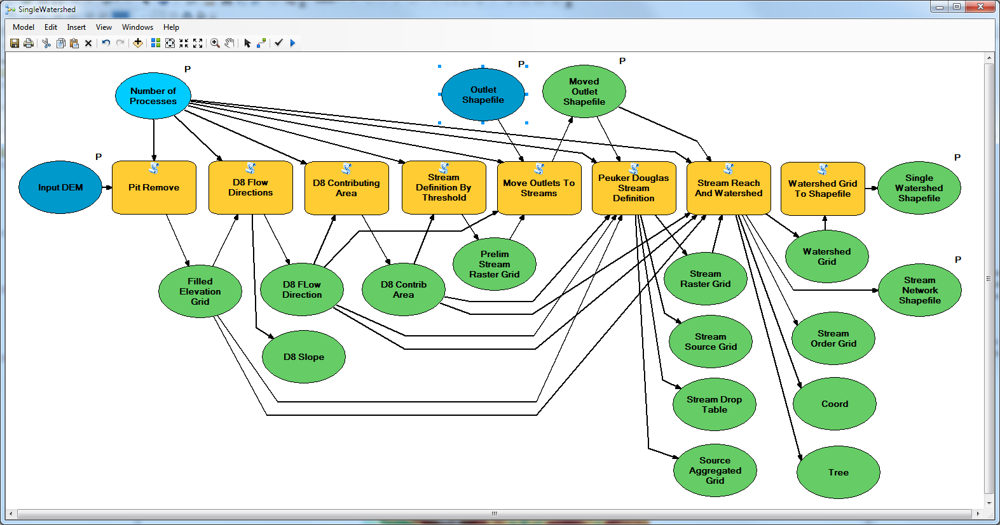 SingleWatershed
Model Edit Insert View Windows Help
P
Number of
Processes
P
Outlet
Shapefile
P
Moved
Outlet
Shapefile
P
Input DEM
Pit Remove
D8 Flow
Directions
D8 Contributing
Area
Stream
Definition By
Threshold
Move Outlets To
Streams
Peuker Douglas
Stream
Definition
Stream Reach
And Watershed
Watershed Grid
To Shapefile
P
Single
Watershed
Shapefile
Filled
Elevation
Grid
D8 FLow
Direction
D8 Contrib
Area
Prelim
Stream
Raster Grid
Stream
Raster Grid
Watershed
Grid
P
Stream
Network
Shapefile
D8 Slope
Stream
Source Grid
Stream
Order Grid
Stream Drop
Table
Coord
Source
Aggregated
Grid
Tree